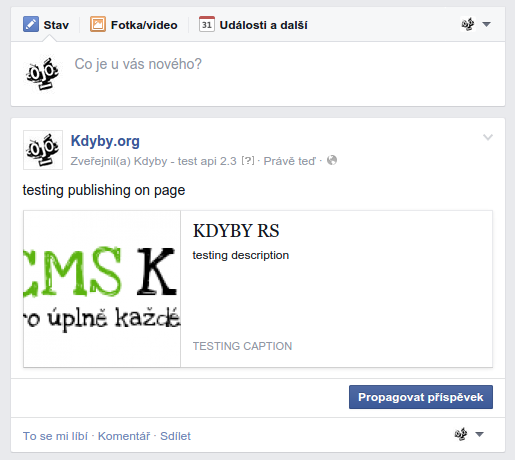 Stav Fotka/video 31 Události a další
Co je u vás nového?
Kdyby.org
Zveřejnil(a) Kdyby - test api 2.3 [?] · Právě teď ·
testing publishing on page
CMS K
ro úplně každé
KDYBY RS
testing description
TESTING CAPTION
Propagovat příspěvek
To se mi líbí · Komentář · Sdílet